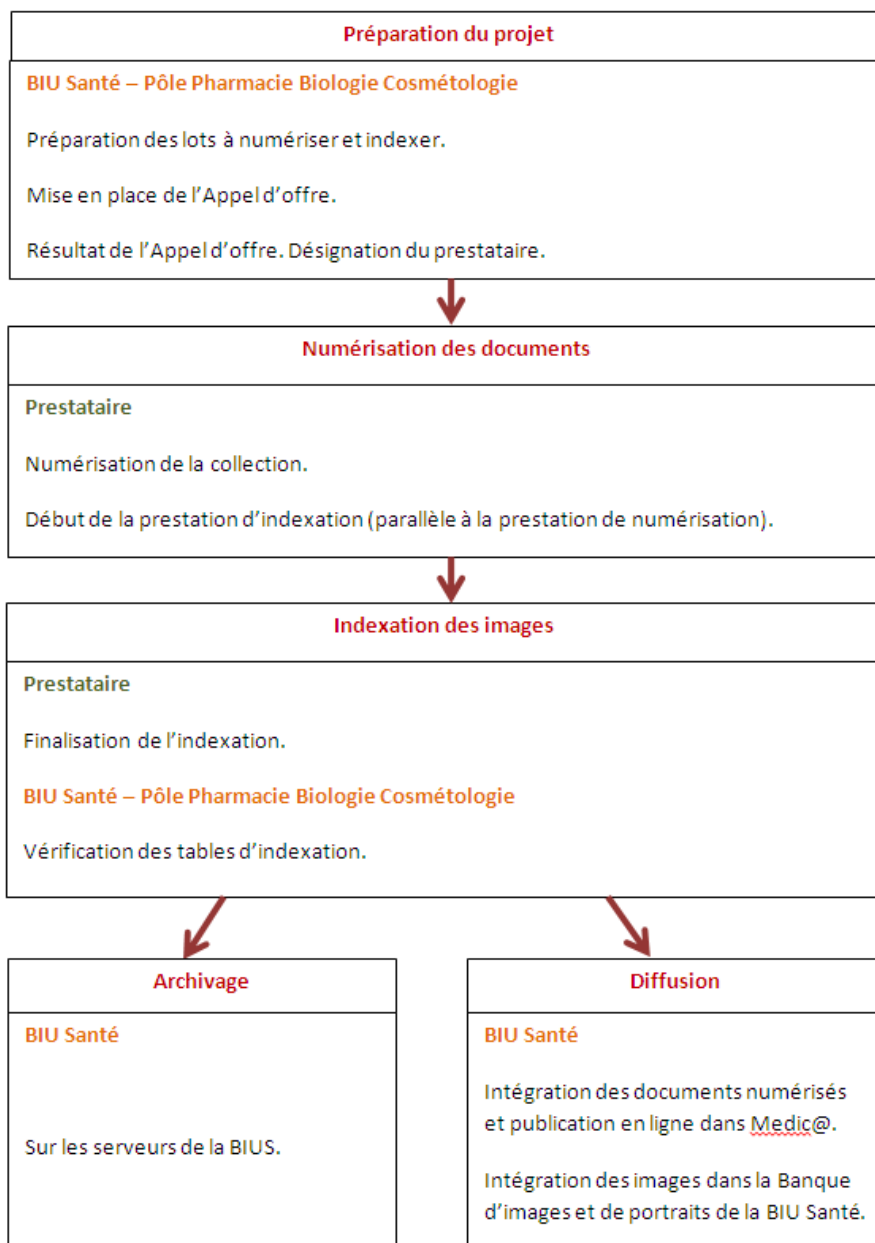 Préparation du projet
BIU Santé – Pôle Pharmacie Biologie Cosmétologie
Préparation des lots à numériser et indexer.
Mise en place de l’Appel d’offre.
Résultat de l’Appel d’offre. Désignation du prestataire.
Numérisation des documents
Prestataire
Numérisation de la collection.
Début de la prestation d’indexation (parallèle à la prestation de numérisation).
Indexation des images
Prestataire
Finalisation de l’indexation.
BIU Santé – Pôle Pharmacie Biologie Cosmétologie
Vérification des tables d’indexation.
Archivage
BIU Santé
Sur les serveurs de la BIUS.
Diffusion
BIU Santé
Intégration des documents numérisés
et publication en ligne dans Medic@.
Intégration des images dans la Banque
d’images et de portraits de la BIU Santé.